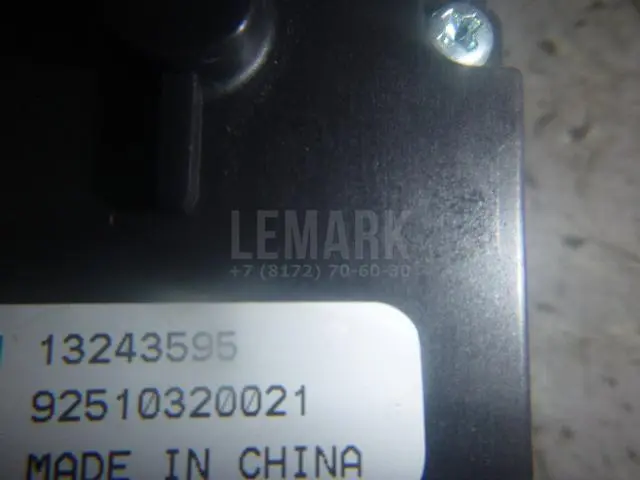 LEMARK
+7 (8172) 70-60-30
13243595
92510320021
MADE IN CHINA